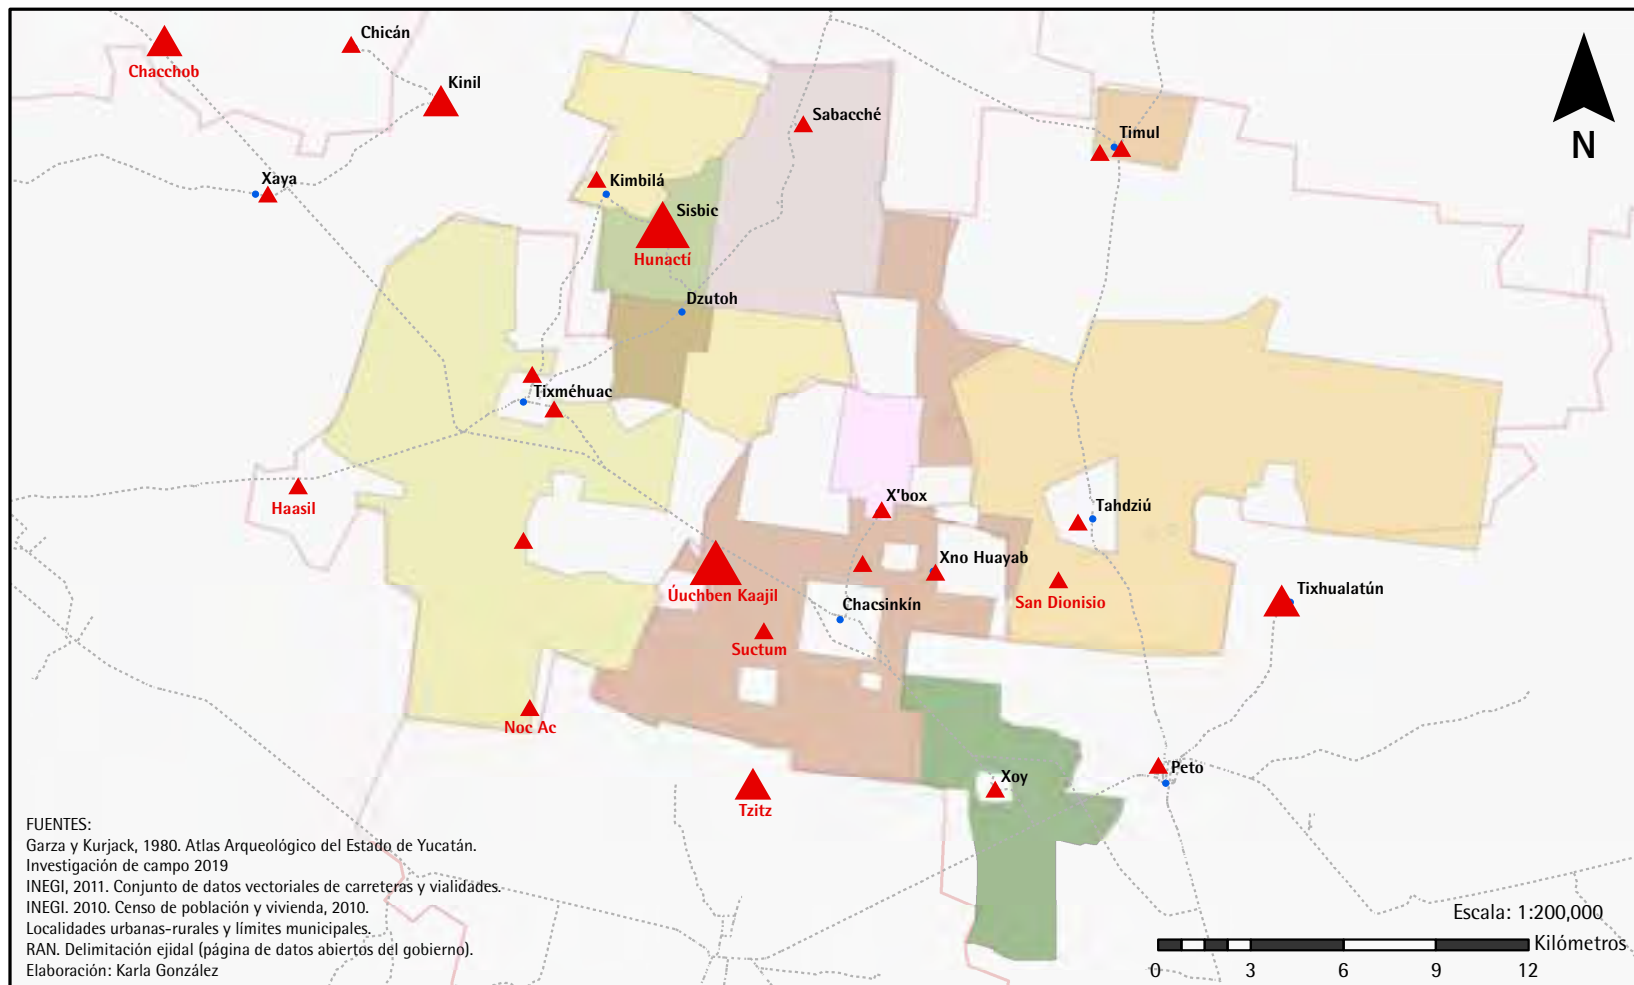 Chicán
Chacchob
Kinil
Sabacché
Timul
N
Xaya
Kimbilá
Sisbic
Hunactí
Dzutoh
Tixméhuac
Haasil
X'box
Tahdziú
Xno Huayab
Úuchben Kaajil
San Dionisio
Tixhualatún
Chacsinkín
Suctum
Noc Ac
Tzitz
Xoy
Peto
FUENTES:
Garza y Kurjack, 1980. Atlas Arqueológico del Estado de Yucatán.
Investigación de campo 2019
INEGI, 2011. Conjunto de datos vectoriales de carreteras y vialidades.
INEGI. 2010. Censo de población y vivienda, 2010.
Localidades urbanas-rurales y límites municipales.
RAN. Delimitación ejidal (página de datos abiertos del gobierno).
Elaboración: Karla González
Escala: 1:200,000
Kilómetros
0 3 6 9 12